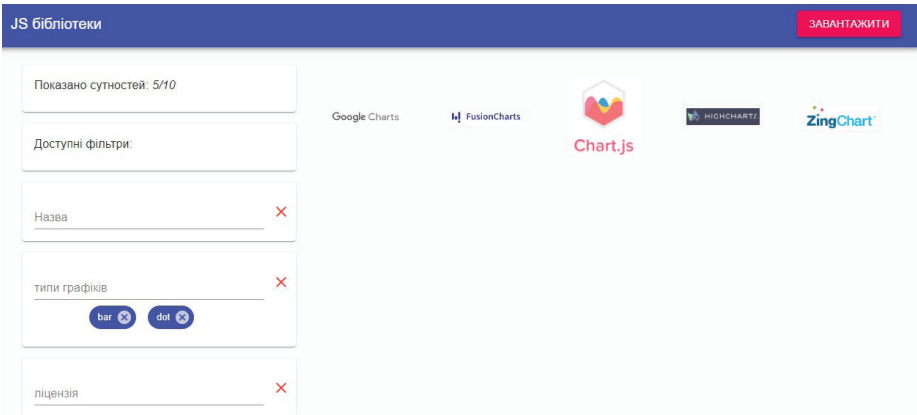 JS бібліотеки
ЗАВАНТАЖИТИ
Показано сутностей: 5/10
Доступні фільтри:
Назва
типи графіків
bar
dot
ліцензія
Google Charts
FusionCharts
Chart.js
HIGHCHARTS
ZingChart